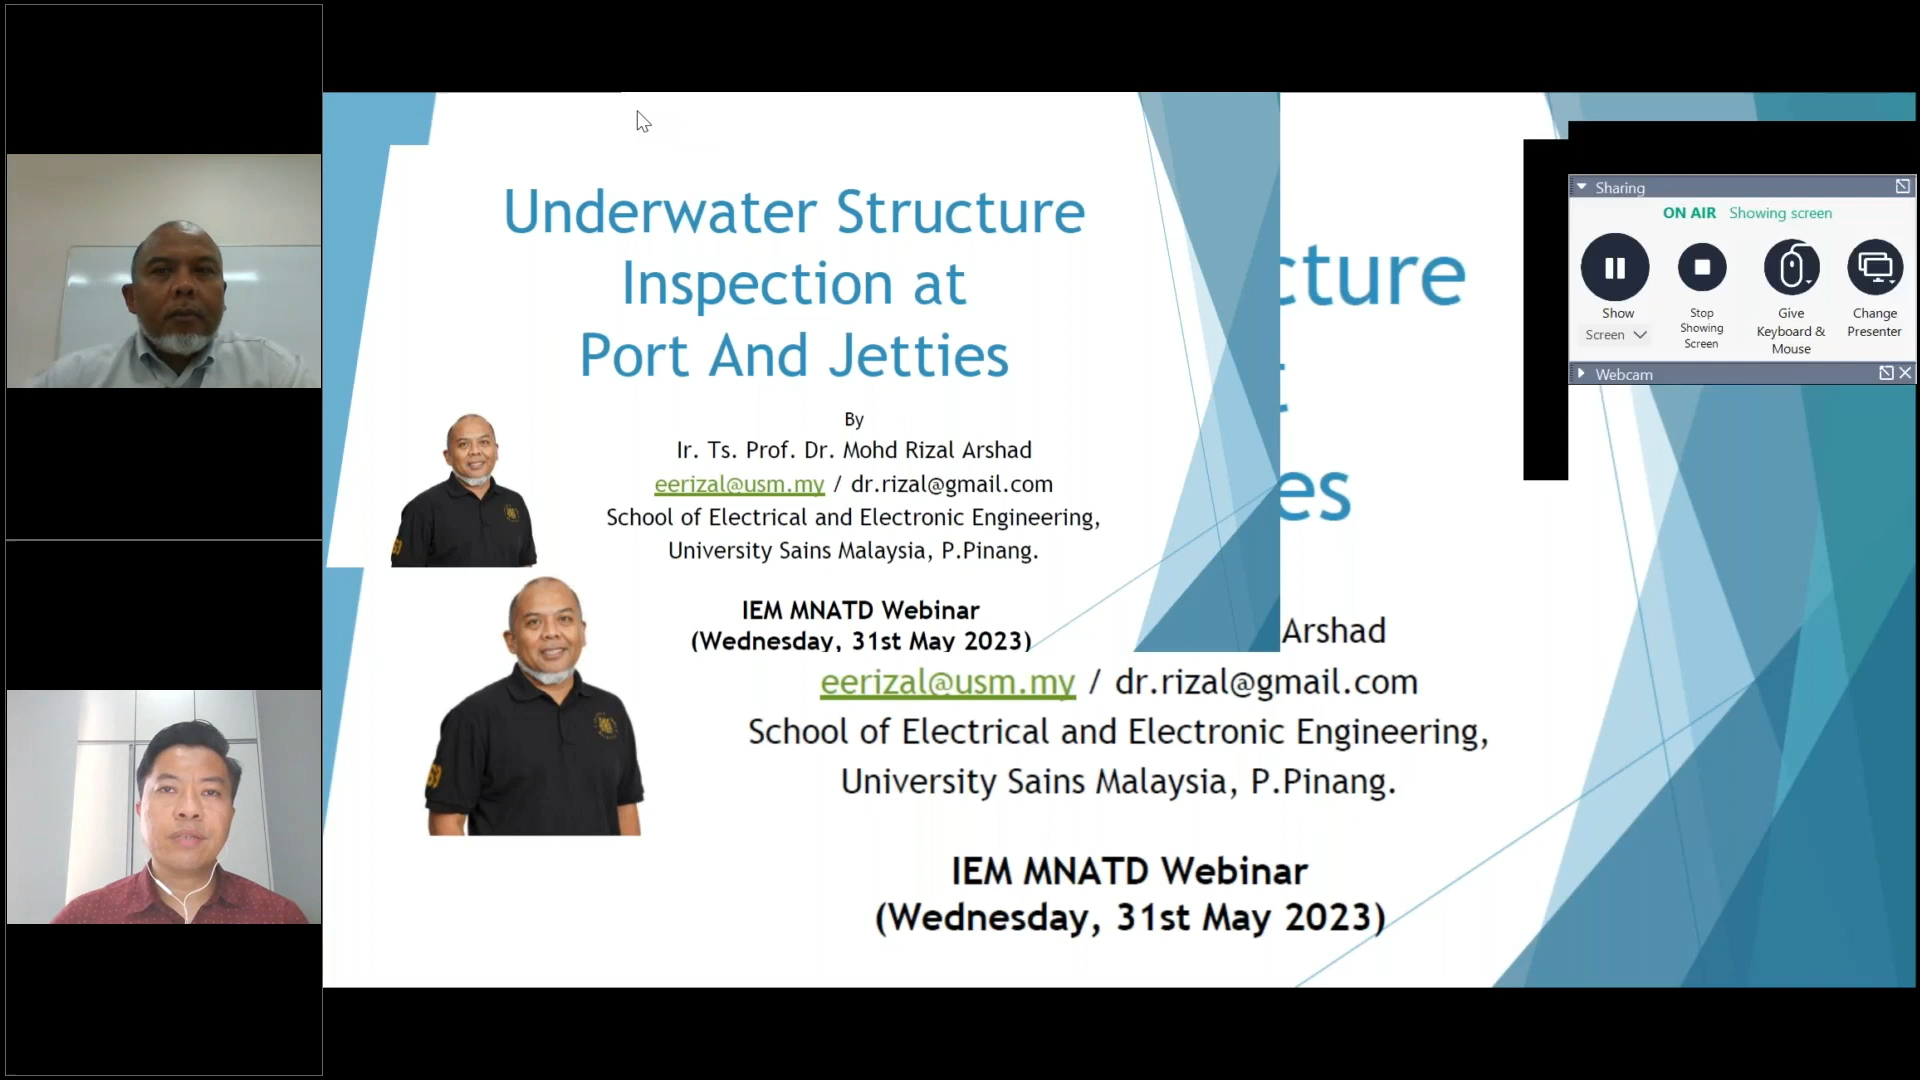 Underwater Structure
Inspection at
Port And Jetties
By
Ir. Ts. Prof. Dr. Mohd Rizal Arshad
eerizal@usm.my / dr.rizal@gmail.com
School of Electrical and Electronic Engineering,
University Sains Malaysia, P.Pinang.
IEM MNATD Webinar
(Wednesday, 31st May 2023)
cture
es
Arshad
eerizal@usm.my / dr.rizal@gmail.com
School of Electrical and Electronic Engineering,
University Sains Malaysia, P.Pinang.
IEM MNATD Webinar
(Wednesday, 31st May 2023)
Sharing
ON AIR Showing screen
Show
Screen
Stop
Showing
Screen
Give
Keyboard &
Mouse
Change
Presenter
Webcam